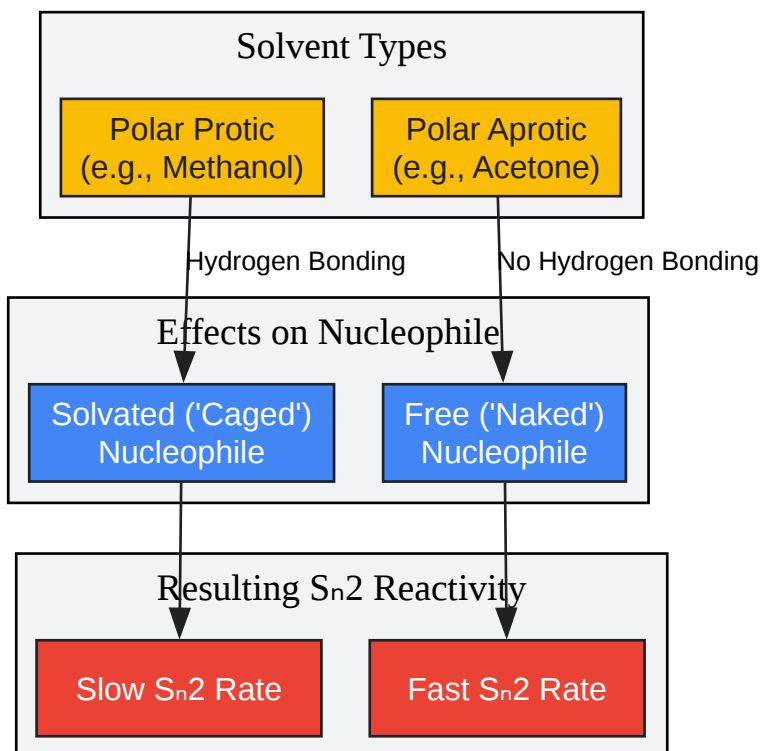 Solvent Types
Polar Protic
(e.g., Methanol)
Polar Aprotic
(e.g., Acetone)
Hydrogen Bonding
No Hydrogen Bonding
Effects on Nucleophile
Solvated ('Caged')
Nucleophile
Free ('Naked')
Nucleophile
Resulting Sₙ2 Reactivity
Slow Sₙ2 Rate
Fast Sₙ2 Rate